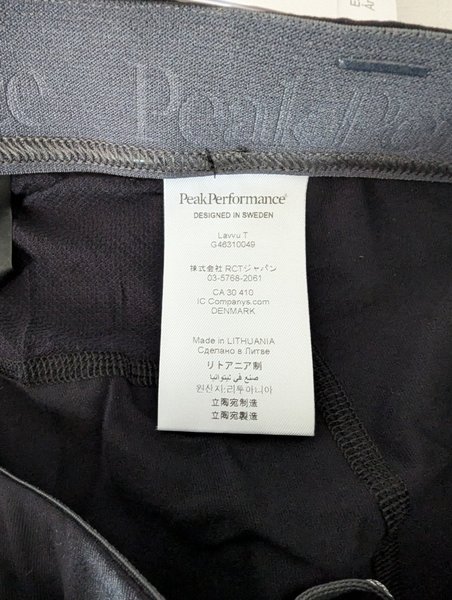 e Peak Per
PeakPerformance®
DESIGNED IN SWEDEN
Lavvu T
G46310049
株式会社 RCTジャパン
03-5768-2061
CA 30 410
IC Companys.com
DENMARK
Made in LITHUANIA
Сделано в Литве
リトアニア制
صنع في ليتوانيا
원산지:리투아니아
立陶宛制造
立陶宛製造